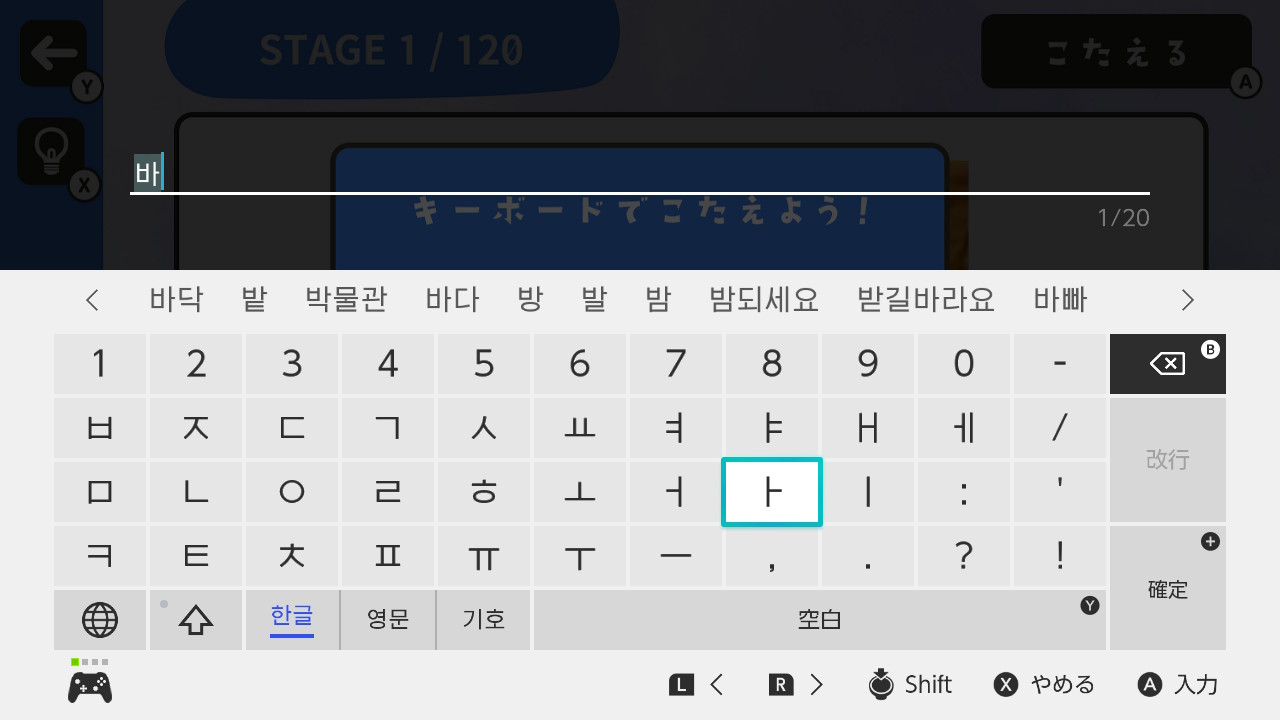 Y
STAGE 1 / 120
こたえる
A
X
바
キーボードでこたえよう！
1/20
바닥 밭 박물관 바다 방 발 밤 밤되세요 받길바라요 바빠
1 2 3 4 5 6 7 8 9 0 - B
ㅂ ㅈ ㄷ ㄱ ㅅ ㅛ ㅕ ㅑ ㅐ ㅔ /
改行
ㅁ ㄴ ㅇ ㄹ ㅎ ㅗ ㅓ ㅏ ㅣ : '
ㅋ ㅌ ㅊ ㅍ ㅠ ㅜ ㅡ , . ? !
確定
한글 영문 기호 空白 Y
L R Shift X やめる A 入力